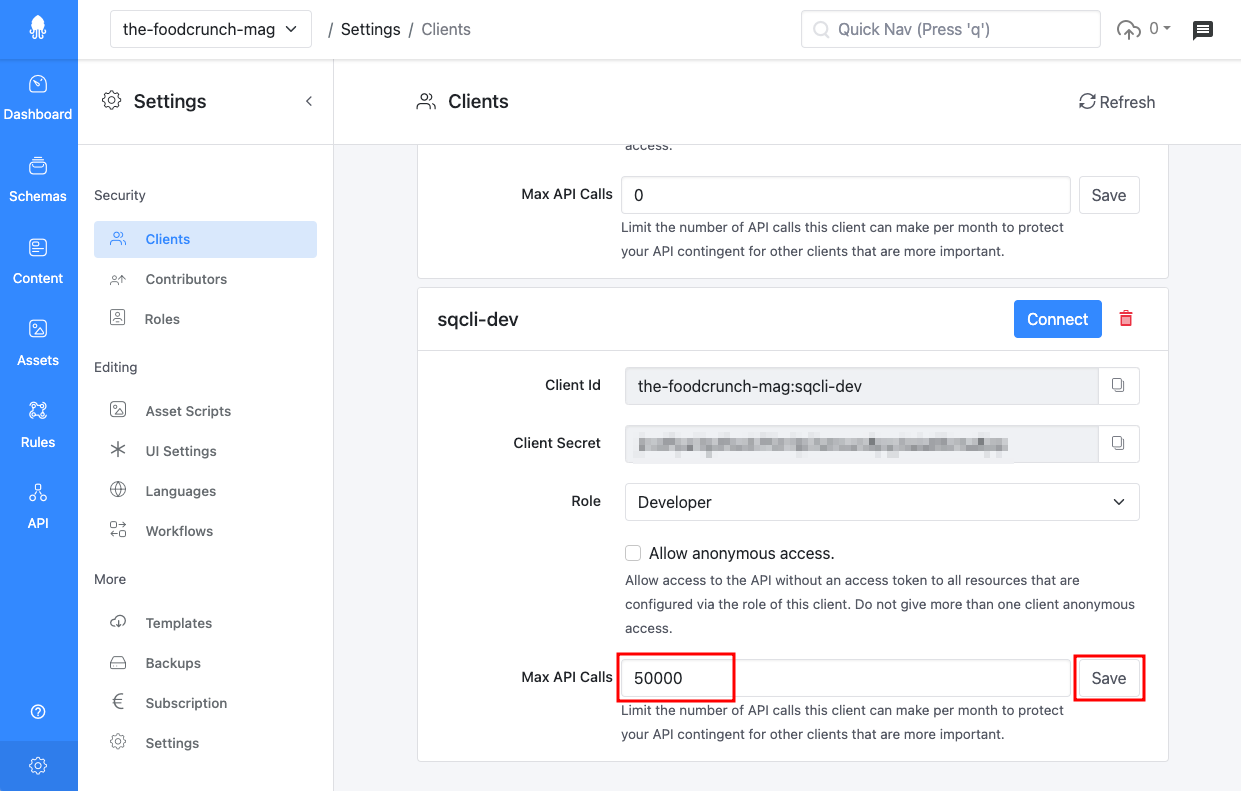 the-foodcrunch-mag / Settings / Clients Quick Nav (Press 'q') 0
Dashboard
Schemas
Content
Assets
Rules
API
Settings
Security
Clients
Contributors
Roles
Editing
Asset Scripts
UI Settings
Languages
Workflows
More
Templates
Backups
Subscription
Settings
Clients Refresh
access.
Max API Calls 0 Save
Limit the number of API calls this client can make per month to protect
your API contingent for other clients that are more important.
sqcli-dev Connect
Client Id the-foodcrunch-mag:sqcli-dev
Client Secret
Role Developer
Allow anonymous access.
Allow access to the API without an access token to all resources that are
configured via the role of this client. Do not give more than one client anonymous
access.
Max API Calls 50000 Save
Limit the number of API calls this client can make per month to protect
your API contingent for other clients that are more important.